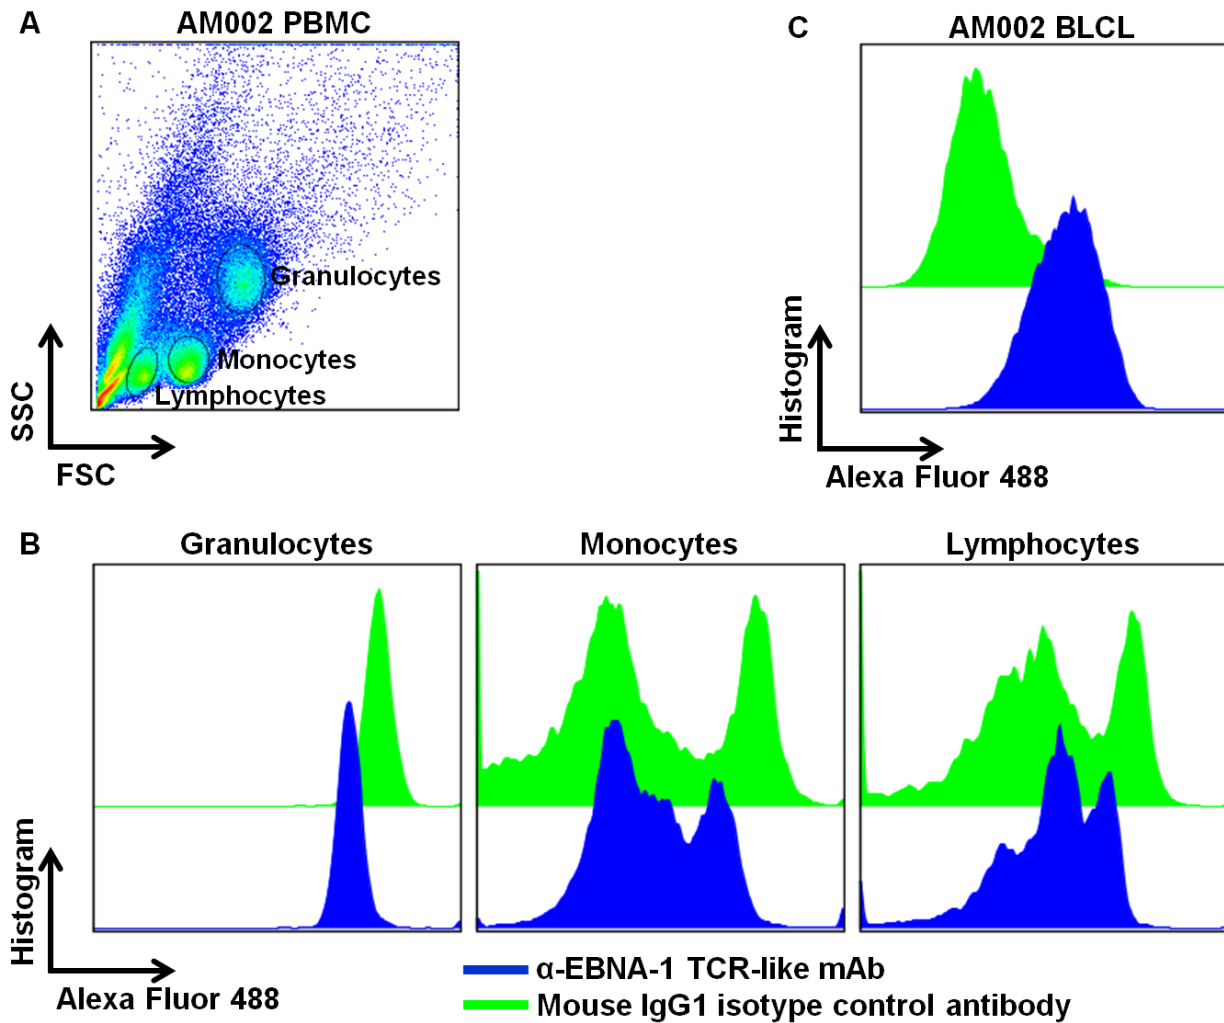 A
AM002 PBMC
Granulocytes
Monocytes
Lymphocytes
SSC
FSC
C
AM002 BLCL
Histogram
Alexa Fluor 488
B
Granulocytes
Monocytes
Lymphocytes
Histogram
Alexa Fluor 488
α-EBNA-1 TCR-like mAb
Mouse IgG1 isotype control antibody